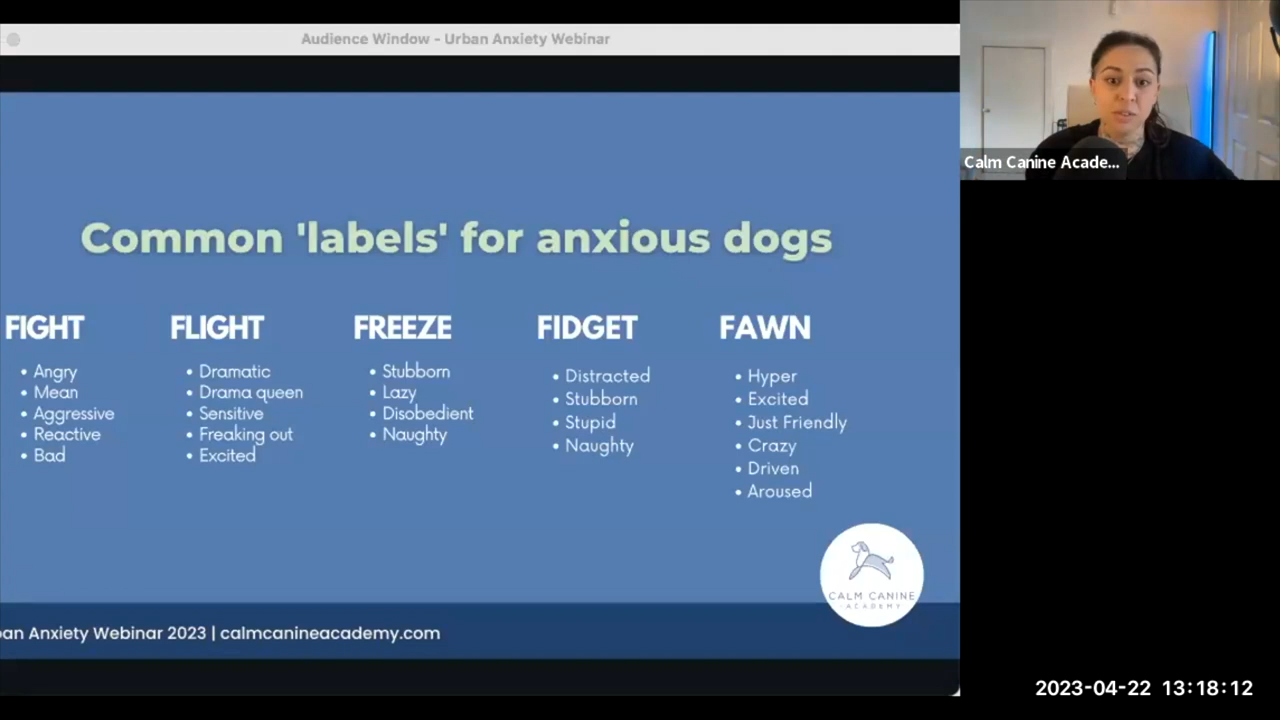 Audience Window - Urban Anxiety Webinar
Calm Canine Acade...
Common 'labels' for anxious dogs
FIGHT
• Angry
• Mean
• Aggressive
• Reactive
• Bad
FLIGHT
• Dramatic
• Drama queen
• Sensitive
• Freaking out
• Excited
FREEZE
• Stubborn
• Lazy
• Disobedient
• Naughty
FIDGET
• Distracted
• Stubborn
• Stupid
• Naughty
FAWN
• Hyper
• Excited
• Just Friendly
• Crazy
• Driven
• Aroused
CALM CANINE
ACADEMY
an Anxiety Webinar 2023 | calmcanineacademy.com
2023-04-22 13:18:12